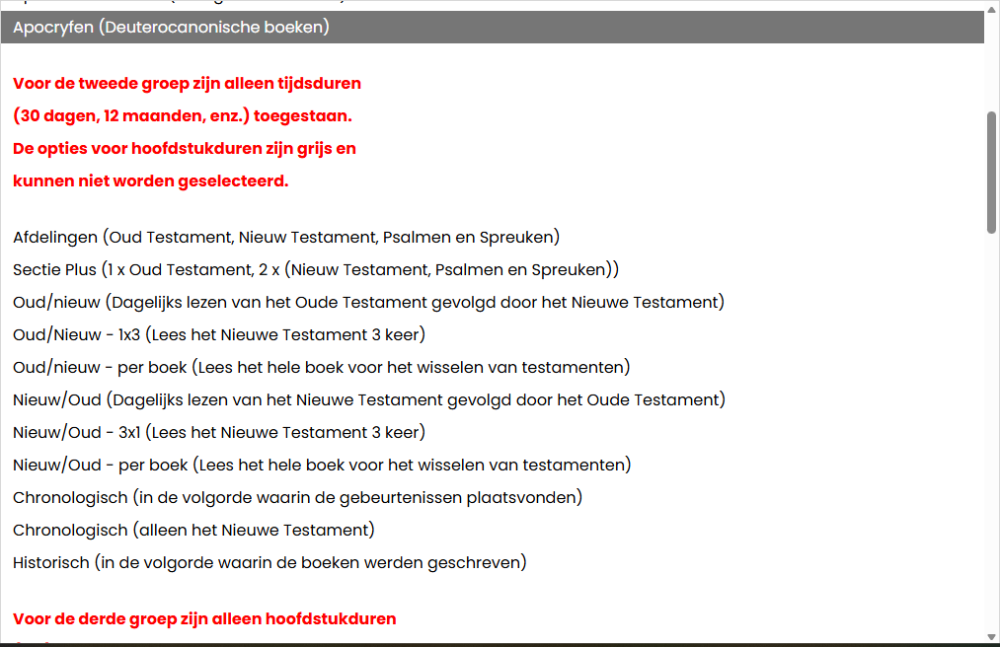 Apocryfen (Deuterocanonische boeken)
Voor de tweede groep zijn alleen tijdsduren
(30 dagen, 12 maanden, enz.) toegestaan.
De opties voor hoofdstukduren zijn grijs en
kunnen niet worden geselecteerd.
Afdelingen (Oud Testament, Nieuw Testament, Psalmen en Spreuken)
Sectie Plus (1 x Oud Testament, 2 x (Nieuw Testament, Psalmen en Spreuken))
Oud/nieuw (Dagelijks lezen van het Oude Testament gevolgd door het Nieuwe Testament)
Oud/Nieuw - 1x3 (Lees het Nieuwe Testament 3 keer)
Oud/nieuw - per boek (Lees het hele boek voor het wisselen van testamenten)
Nieuw/Oud (Dagelijks lezen van het Nieuwe Testament gevolgd door het Oude Testament)
Nieuw/Oud - 3x1 (Lees het Nieuwe Testament 3 keer)
Nieuw/Oud - per boek (Lees het hele boek voor het wisselen van testamenten)
Chronologisch (in de volgorde waarin de gebeurtenissen plaatsvonden)
Chronologisch (alleen het Nieuwe Testament)
Historisch (in de volgorde waarin de boeken werden geschreven)
Voor de derde groep zijn alleen hoofdstukduren